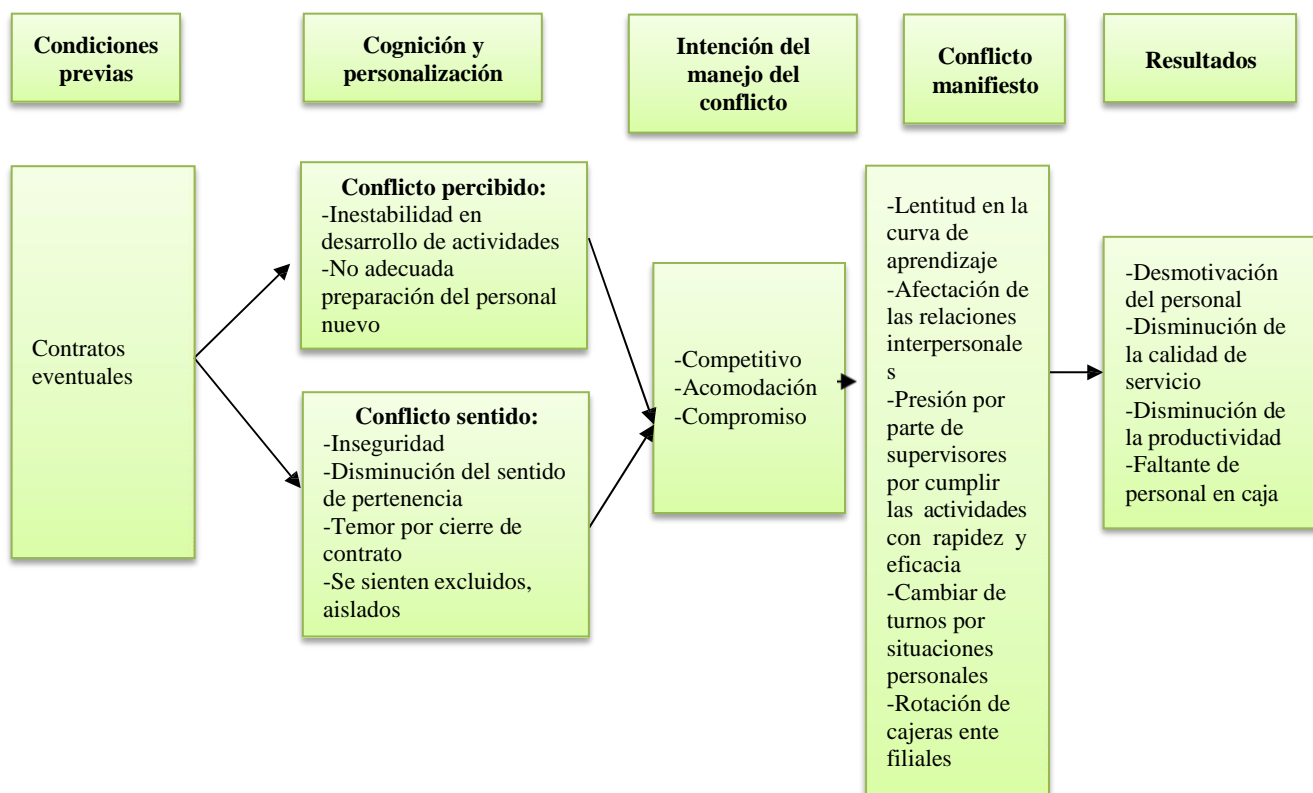 Condiciones
previas
Cognición y
personalización
Intención del
manejo del
conflicto
Conflicto
manifiesto
Resultados
Contratos
eventuales
Conflicto percibido:
-Inestabilidad en
desarrollo de actividades
-No adecuada
preparación del personal
nuevo
Conflicto sentido:
-Inseguridad
-Disminución del sentido
de pertenencia
-Temor por cierre de
contrato
-Se sienten excluidos,
aislados
-Competitivo
-Acomodación
-Compromiso
-Lentitud en la
curva de
aprendizaje
-Afectación de
las relaciones
interpersonale
s
-Presión por
parte de
supervisores
por cumplir
las actividades
con rapidez y
eficacia
-Cambiar de
turnos por
situaciones
personales
-Rotación de
cajeras ente
filiales
-Desmotivación
del personal
-Disminución de
la calidad de
servicio
-Disminución de
la productividad
-Faltante de
personal en caja